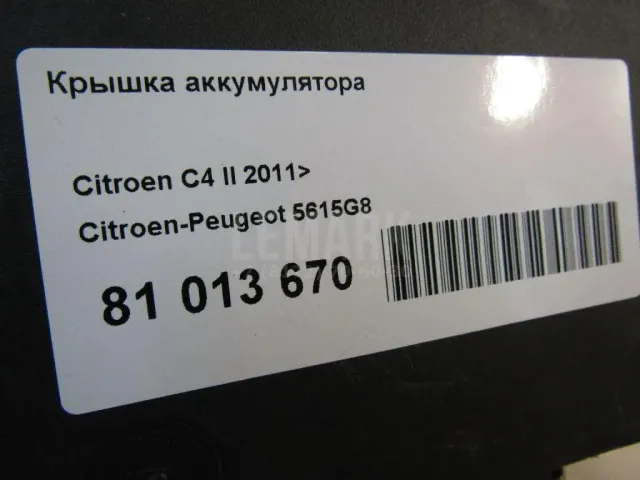 Крышка аккумулятора
Citroen C4 II 2011>
Citroen-Peugeot 5615G8
LEMARK
81 013 670